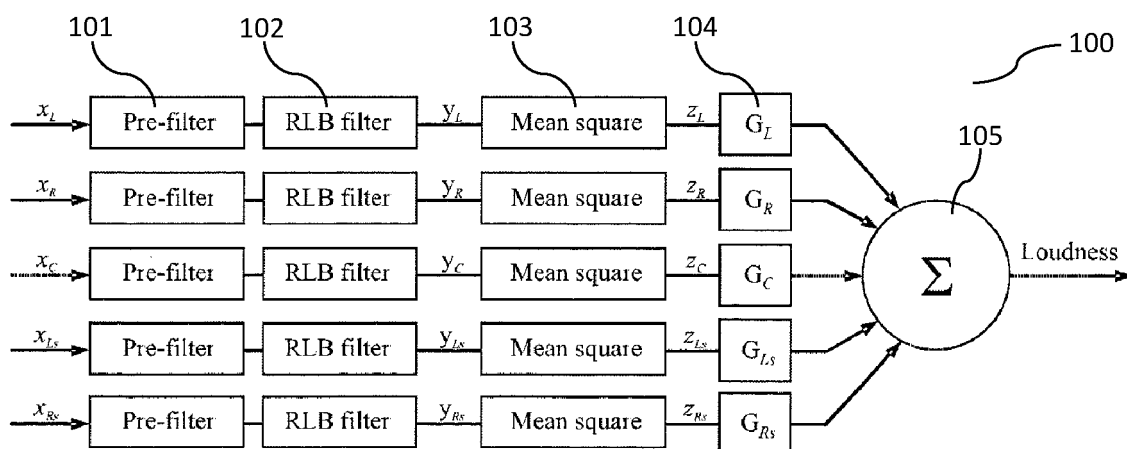 101 102 103 104 100
x_L Pre-filter RLB filter y_L Mean square z_L G_L
105
x_R Pre-filter RLB filter y_R Mean square z_R G_R
x_C Pre-filter RLB filter y_C Mean square z_C G_C Σ Loudness
x_Ls Pre-filter RLB filter y_Ls Mean square z_Ls G_Ls
x_Rs Pre-filter RLB filter y_Rs Mean square z_Rs G_Rs